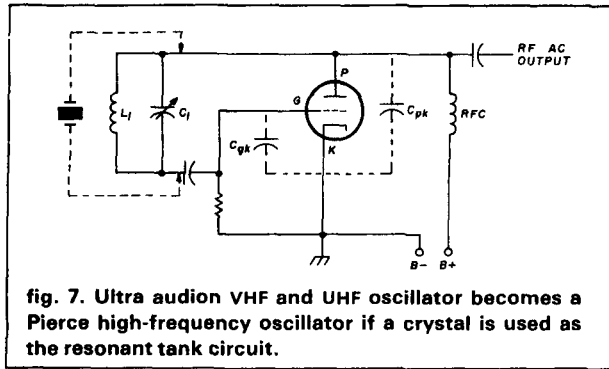 RF AC
OUTPUT
P
G
K
L1
C1
Cgk
Cpk
RFC
B-
B+
fig. 7. Ultra audion VHF and UHF oscillator becomes a
Pierce high-frequency oscillator if a crystal is used as
the resonant tank circuit.